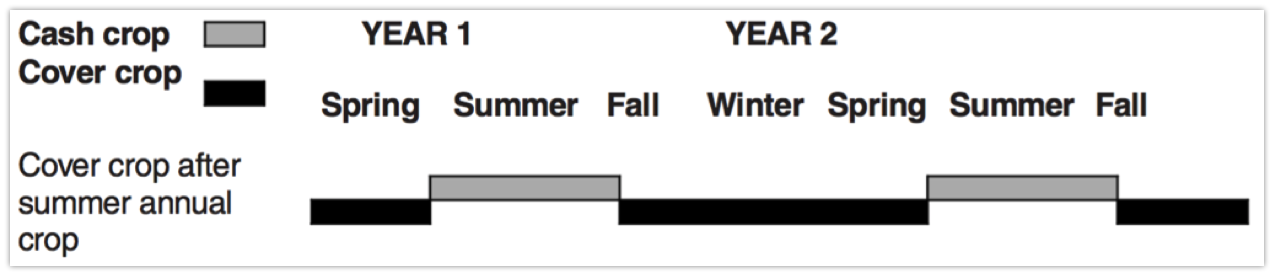 Cash crop
Cover crop
YEAR 1 YEAR 2
Spring Summer Fall Winter Spring Summer Fall
Cover crop after
summer annual
crop